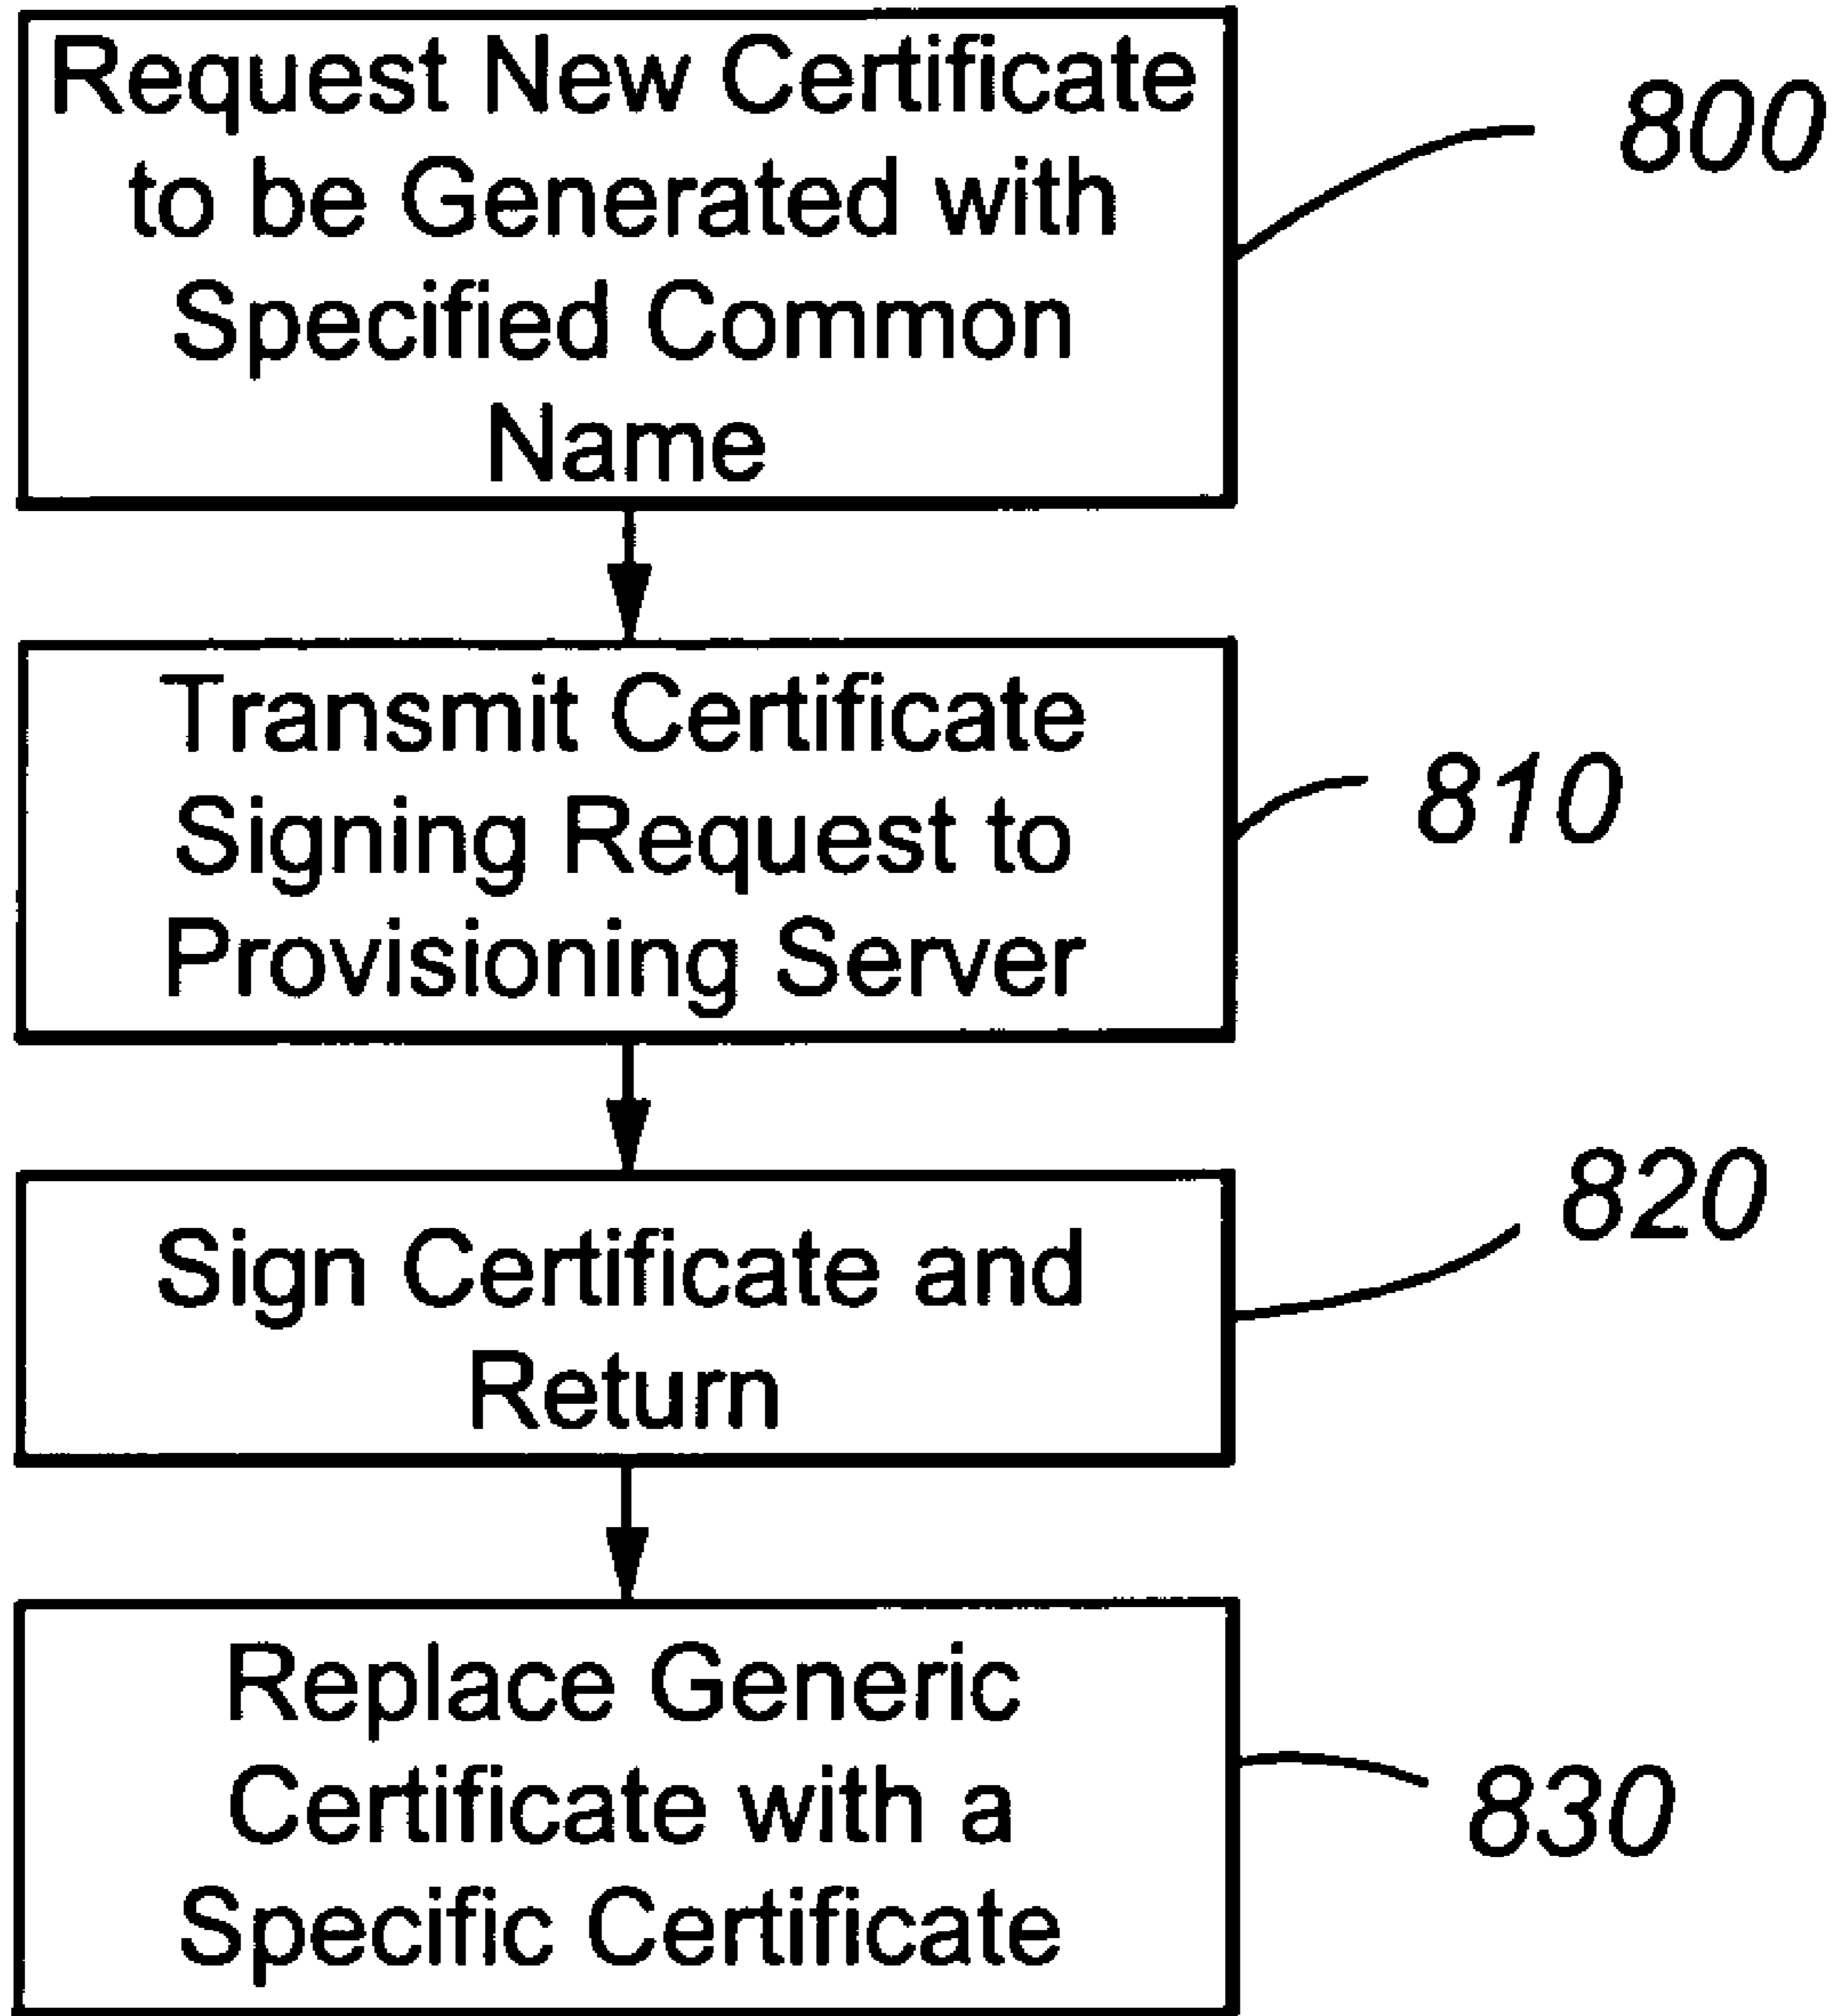 Request New Certificate
to be Generated with
Specified Common
Name
800
Transmit Certificate
Signing Request to
Provisioning Server
810
Sign Certificate and
Return
820
Replace Generic
Certificate with a
Specific Certificate
830